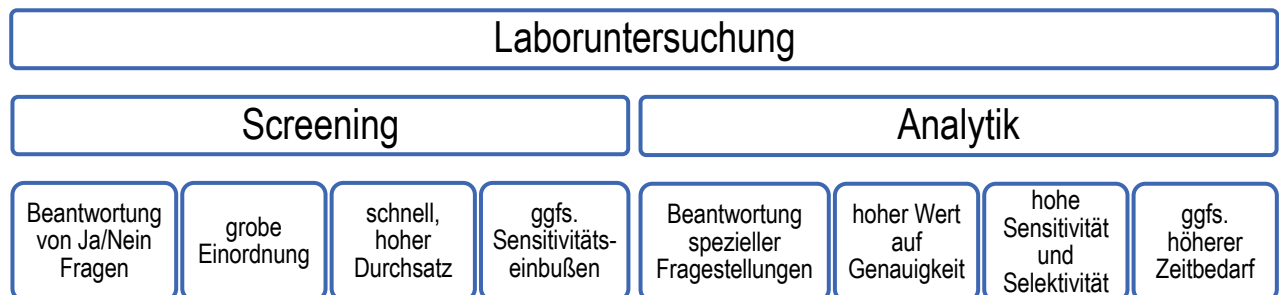 Laboruntersuchung
Screening
Analytik
Beantwortung
von Ja/Nein
Fragen
grobe
Einordnung
schnell,
hoher
Durchsatz
ggfs.
Sensitivitäts-
einbußen
Beantwortung
spezieller
Fragestellungen
hoher Wert
auf
Genauigkeit
hohe
Sensitivität
und
Selektivität
ggfs.
höherer
Zeitbedarf